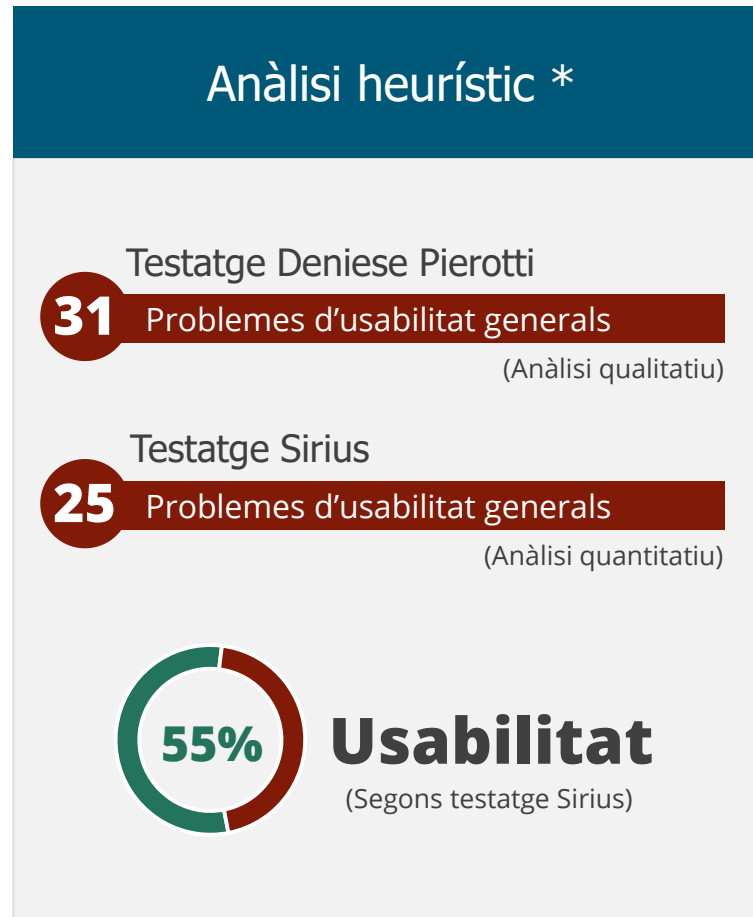 Anàlisi heurístic *
Testatge Deniese Pierotti
31 Problemes d’usabilitat generals
(Anàlisi qualitatiu)
Testatge Sirius
25 Problemes d’usabilitat generals
(Anàlisi quantitatiu)
55% Usabilitat
(Segons testatge Sirius)